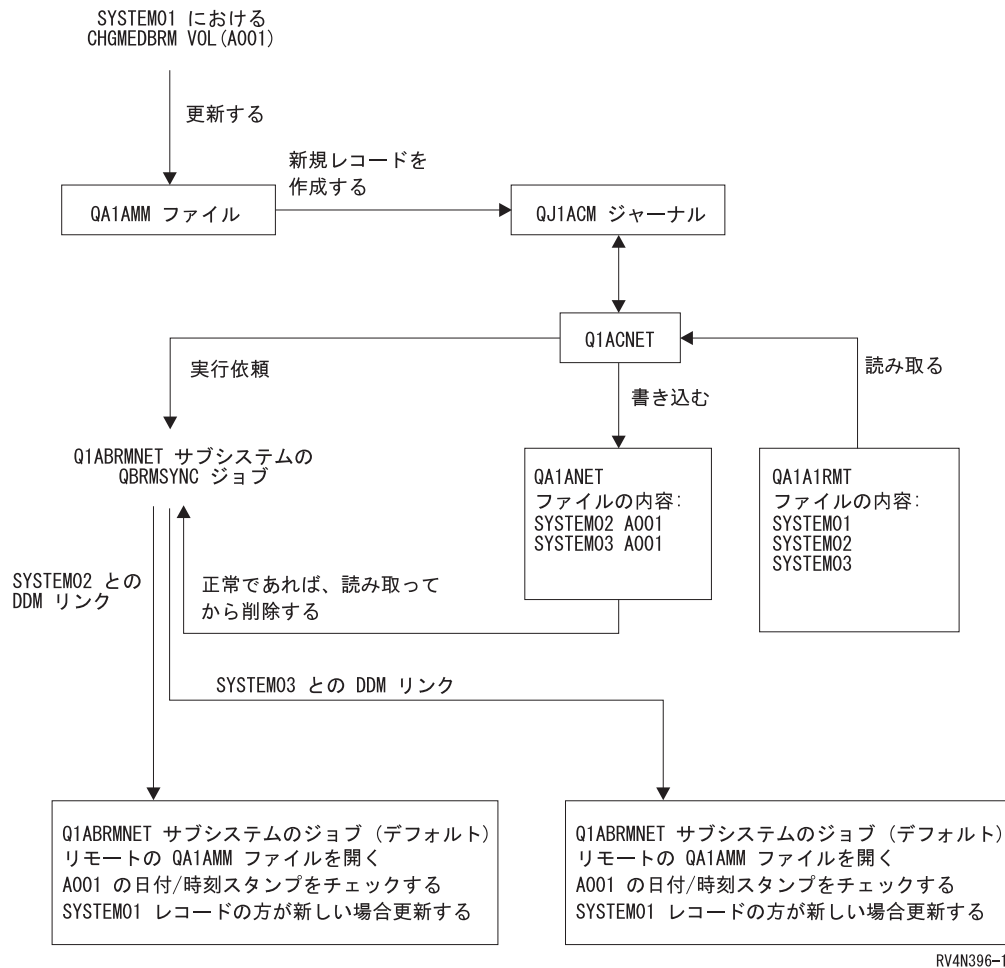 SYSTEM01 における
CHGMEDBRM VOL(A001)
更新する
新規レコードを
作成する
QA1AMM ファイル
QJ1ACM ジャーナル
Q1ACNET
実行依頼
読み取る
書き込む
Q1ABRMNET サブシステムの
QBRMSYNC ジョブ
QA1ANET
ファイルの内容:
SYSTEM02 A001
SYSTEM03 A001
QA1A1RMT
ファイルの内容:
SYSTEM01
SYSTEM02
SYSTEM03
SYSTEM02 との
DDM リンク
正常であれば、読み取って
から削除する
SYSTEM03 との DDM リンク
Q1ABRMNET サブシステムのジョブ (デフォルト)
リモートの QA1AMM ファイルを開く
A001 の日付/時刻スタンプをチェックする
SYSTEM01 レコードの方が新しい場合更新する
Q1ABRMNET サブシステムのジョブ (デフォルト)
リモートの QA1AMM ファイルを開く
A001 の日付/時刻スタンプをチェックする
SYSTEM01 レコードの方が新しい場合更新する
RV4N396-1